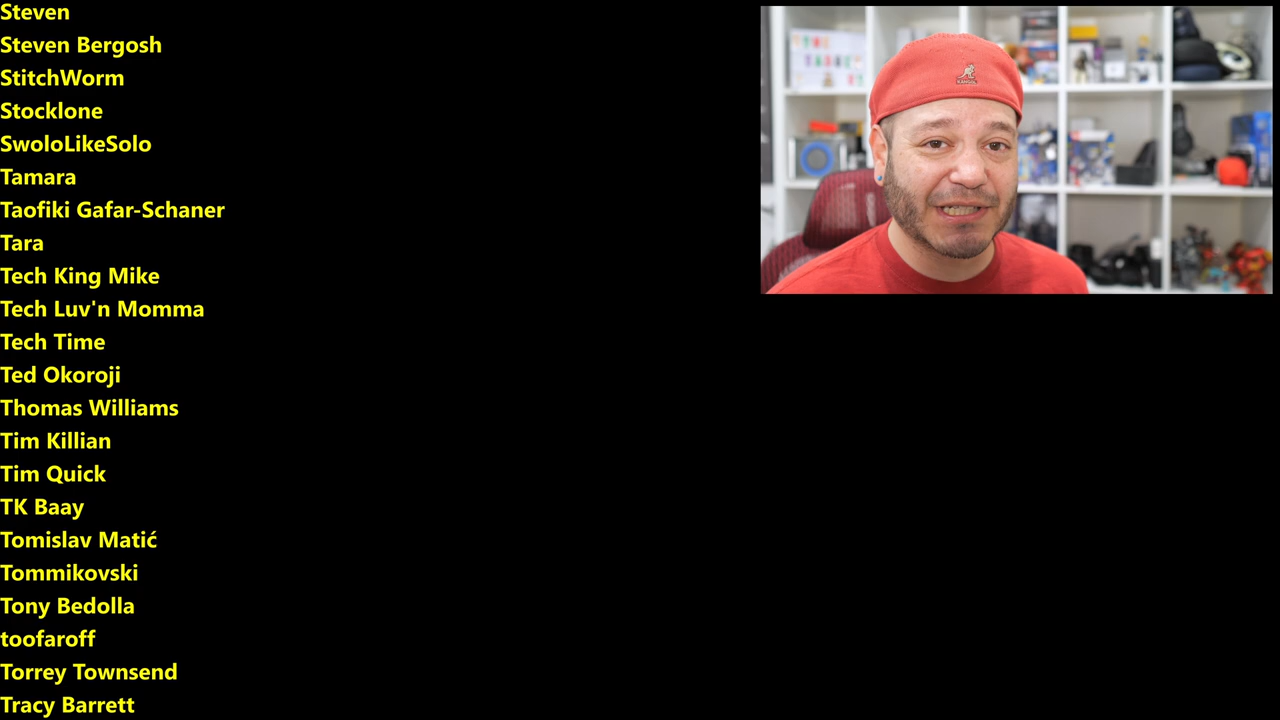 Steven
Steven Bergosh
StitchWorm
Stocklone
SwoloLikeSolo
Tamara
Taofiki Gafar-Schaner
Tara
Tech King Mike
Tech Luv'n Momma
Tech Time
Ted Okoroji
Thomas Williams
Tim Killian
Tim Quick
TK Baay
Tomislav Matić
Tommikovski
Tony Bedolla
toofaroff
Torrey Townsend
Tracy Barrett
KANGOL